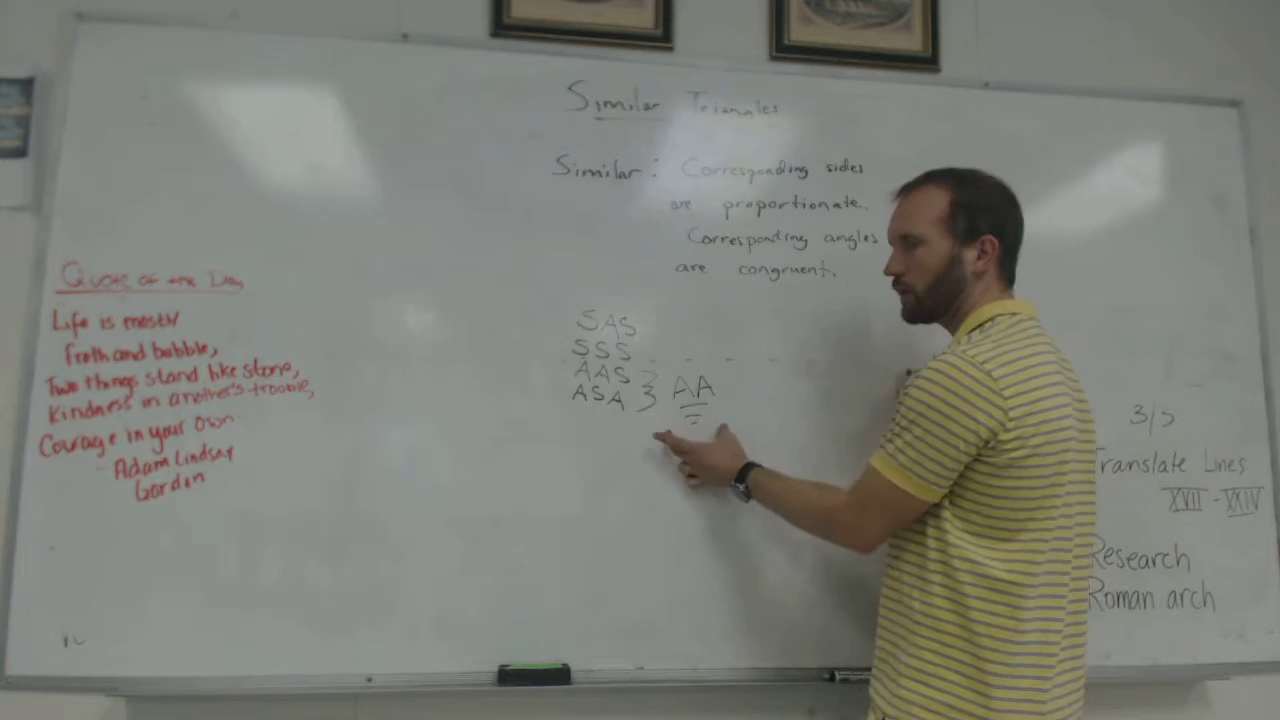 Similar Triangles
Similar: Corresponding sides
are proportionate.
Corresponding angles
are congruent.
SAS
SSS
AAS
ASA
AA
Quote of the Day
Life is mostly
Froth and bubble,
Two things stand like stone,
Kindness in another's trouble,
Courage in your own
- Adam Lindsay
Gordon
Translate Lines
XVII - XXIV
Research
Roman arch